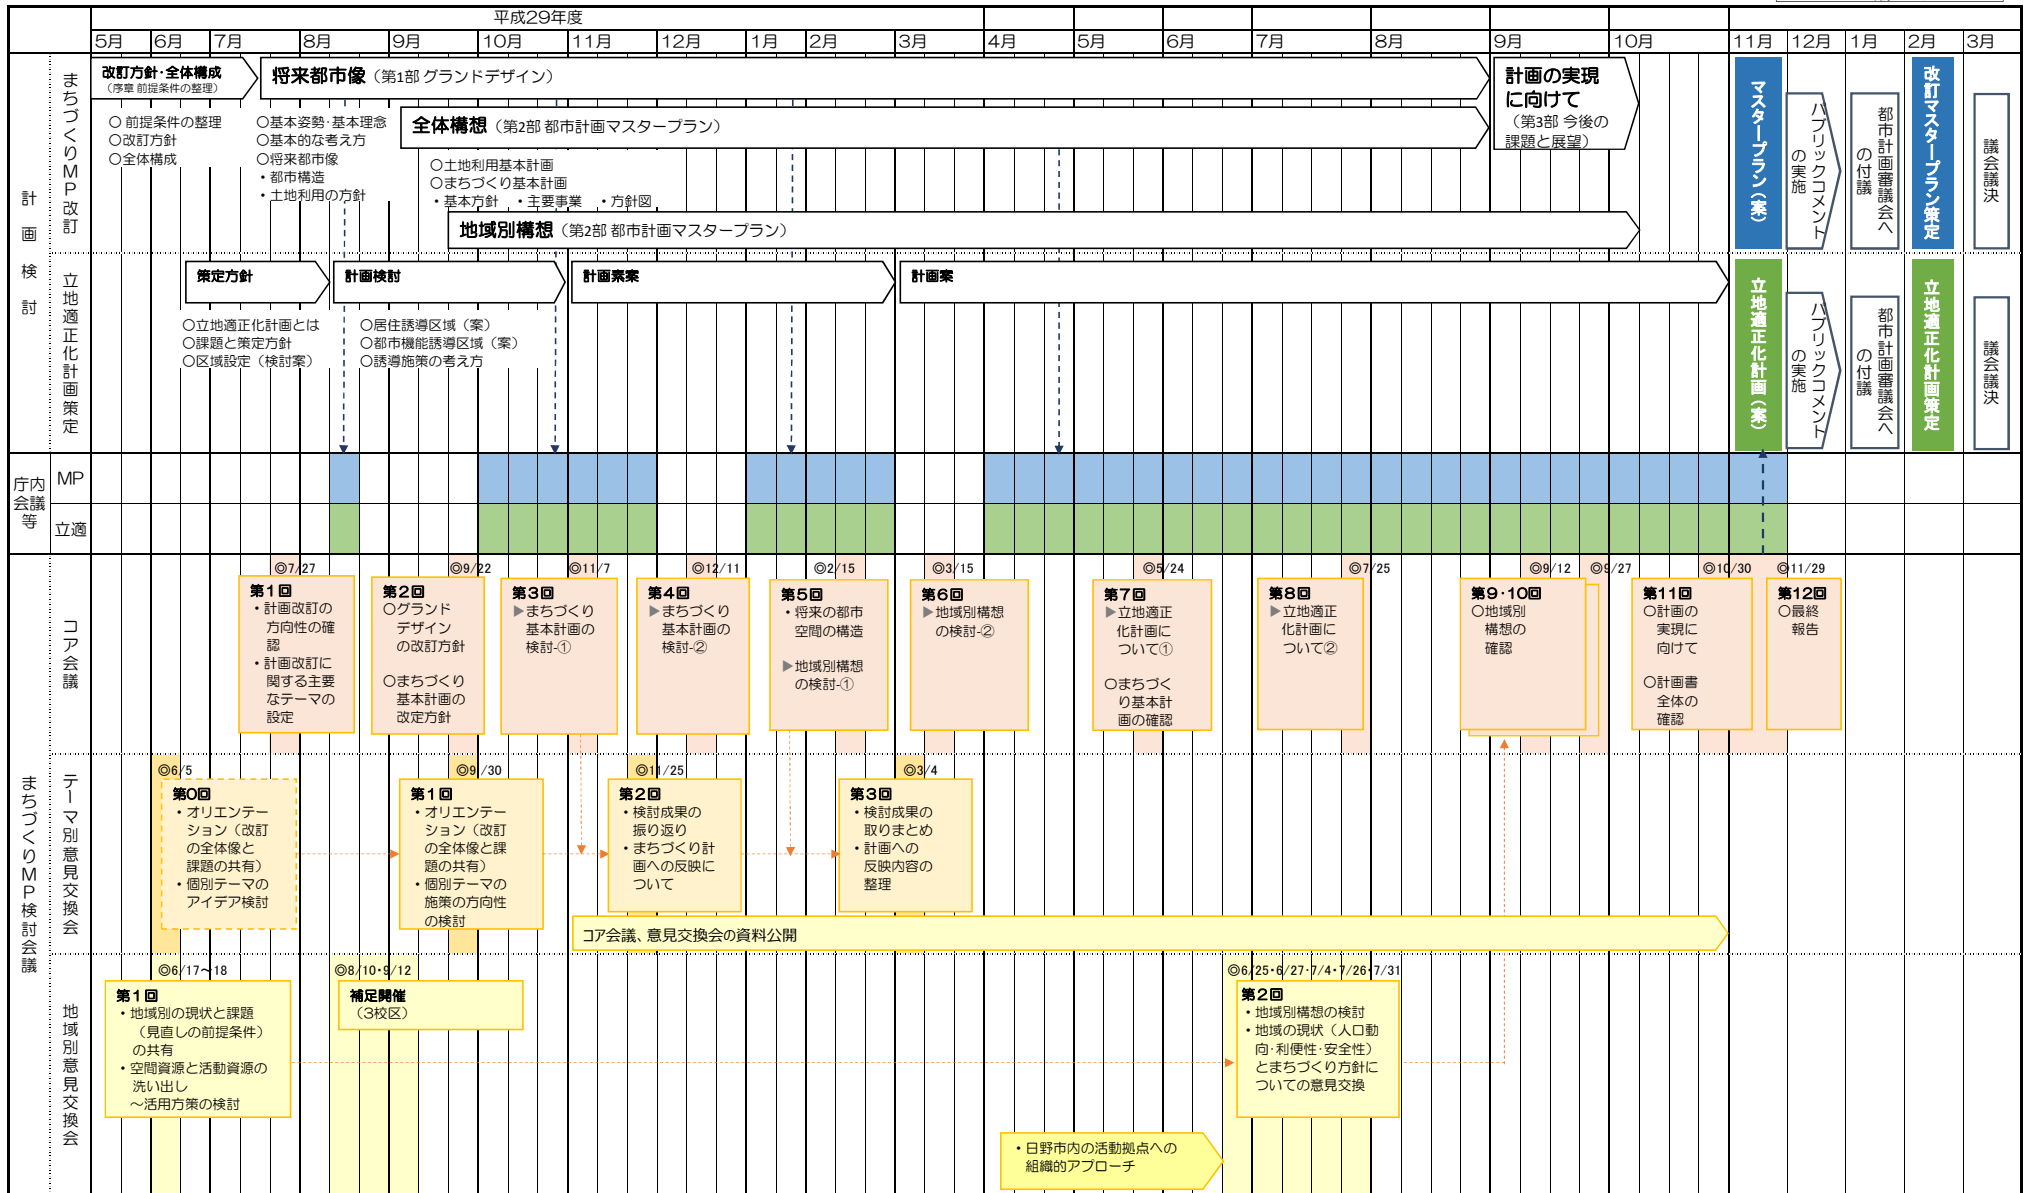 平成29年度
5月 6月 7月 8月 9月 10月 11月 12月 1月 2月 3月 4月 5月 6月 7月 8月 9月 10月 11月 12月 1月 2月 3月
計画検討
まちづくりMP改訂
改訂方針・全体構成
（序章 前提条件の整理）
○ 前提条件の整理
○改訂方針
○全体構成
将来都市像（第1部 グランドデザイン）
○基本姿勢・基本理念
○基本的な考え方
○将来都市像
・都市構造
・土地利用の方針
全体構想（第2部 都市計画マスタープラン）
○土地利用基本計画
○まちづくり基本計画
・基本方針 ・主要事業 ・方針図
地域別構想（第2部 都市計画マスタープラン）
計画の実現
に向けて
（第3部 今後の
課題と展望）
マスタープラン（案）
パブリックコメント
の実施
都市計画審議会へ
の付議
改訂マスタープラン策定
議会議決
立地適正化計画策定
策定方針
○立地適正化計画とは
○課題と策定方針
○区域設定（検討案）
計画検討
○居住誘導区域（案）
○都市機能誘導区域（案）
○誘導施策の考え方
計画素案
計画案
立地適正化計画（案）
パブリックコメント
の実施
都市計画審議会へ
の付議
立地適正化計画策定
議会議決
庁内
会議
等
MP
立適
まちづくりMP検討会議
コア会議
◎7/27
第1回
・計画改訂の
方向性の確
認
・計画改訂に
関する主要
なテーマの
設定
◎9/22
第2回
○グランド
デザイン
の改訂方針
○まちづくり
基本計画の
改定方針
◎11/7
第3回
▶まちづくり
基本計画の
検討-①
◎12/11
第4回
▶まちづくり
基本計画の
検討-②
◎2/15
第5回
・将来の都市
空間の構造
▶地域別構想
の検討-①
◎3/15
第6回
▶地域別構想
の検討-②
◎5/24
第7回
▶立地適正
化計画に
ついて①
○まちづく
り基本計
画の確認
◎7/25
第8回
▶立地適正
化計画に
ついて②
◎9/12 ◎9/27
第9・10回
○地域別
構想の
確認
◎10/30
第11回
○計画の
実現に
向けて
○計画書
全体の
確認
◎11/29
第12回
○最終
報告
テーマ別意見交換会
◎6/5
第0回
・オリエンテー
ション（改訂
の全体像と
課題の共有）
・個別テーマの
アイデア検討
◎9/30
第1回
・オリエンテー
ション（改訂
の全体像と課
題の共有）
・個別テーマの
施策の方向性
の検討
◎11/25
第2回
・検討成果の
振り返り
・まちづくり計
画への反映に
ついて
◎3/4
第3回
・検討成果の
取りまとめ
・計画への
反映内容の
整理
コア会議、意見交換会の資料公開
地域別意見交換会
◎6/17～18
第1回
・地域別の現状と課題
（見直しの前提条件）
の共有
・空間資源と活動資源の
洗い出し
～活用方策の検討
◎8/10・9/12
補足開催
（3校区）
◎6/25・6/27・7/4・7/26・7/31
第2回
・地域別構想の検討
・地域の現状（人口動
向・利便性・安全性）
とまちづくり方針に
ついての意見交換
・日野市内の活動拠点への
組織的アプローチ